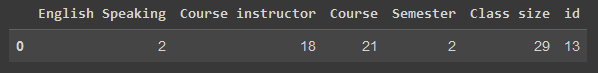 English Speaking Course instructor Course Semester Class size id
0 2 18 21 2 29 13